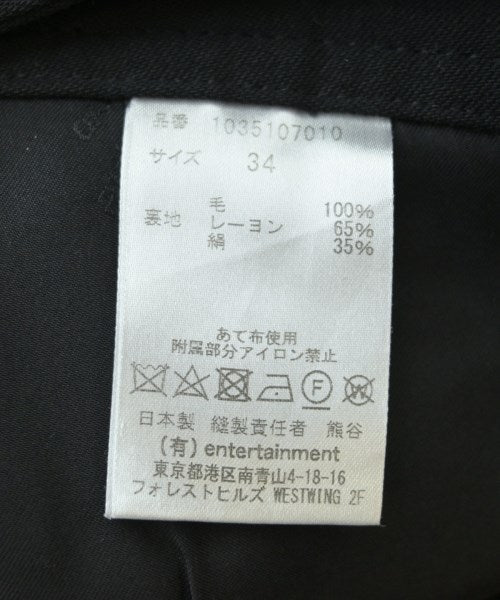 品番 1035107010
サイズ 34
毛 100%
裏地 レーヨン 65%
絹 35%
あて布使用
附属部分アイロン禁止
F W
日本製 縫製責任者 熊谷
(有) entertainment
東京都港区南青山4-18-16
フォレストヒルズ WESTWING 2F